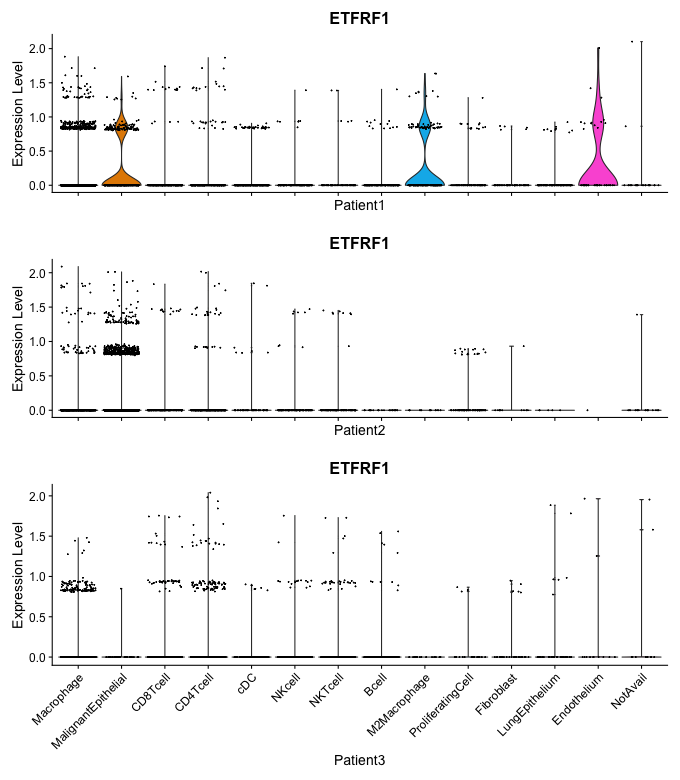 ETFRF1
Expression Level
2.0
1.5
1.0
0.5
0.0
Patient1
ETFRF1
Expression Level
2.0
1.5
1.0
0.5
0.0
Patient2
ETFRF1
Expression Level
2.0
1.5
1.0
0.5
0.0
Macrophage
MalignantEpithelial
CD8Tcell
CD4Tcell
cDC
NKcell
NKTcell
Bcell
M2Macrophage
ProliferatingCell
Fibroblast
LungEpithelium
Endothelium
NotAvail
Patient3